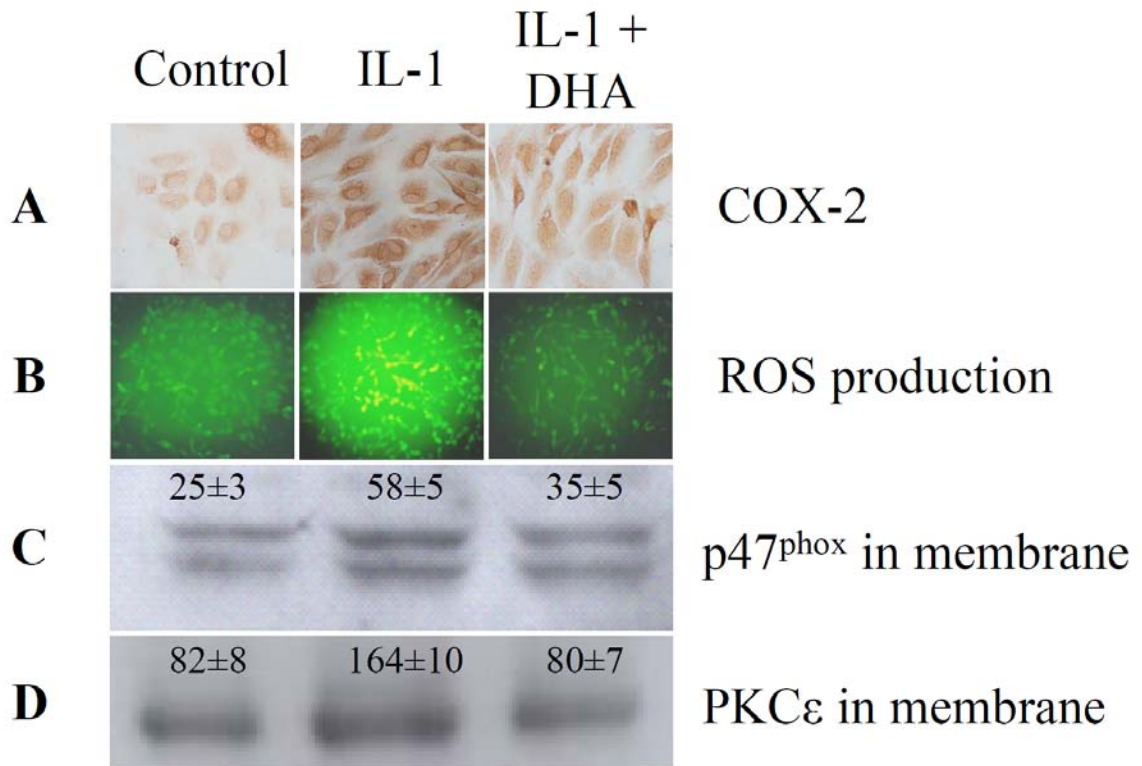 Control
IL-1
IL-1 +
DHA
A
COX-2
B
ROS production
25±3 58±5 35±5
C
p47phox in membrane
82±8 164±10 80±7
D
PKCε in membrane